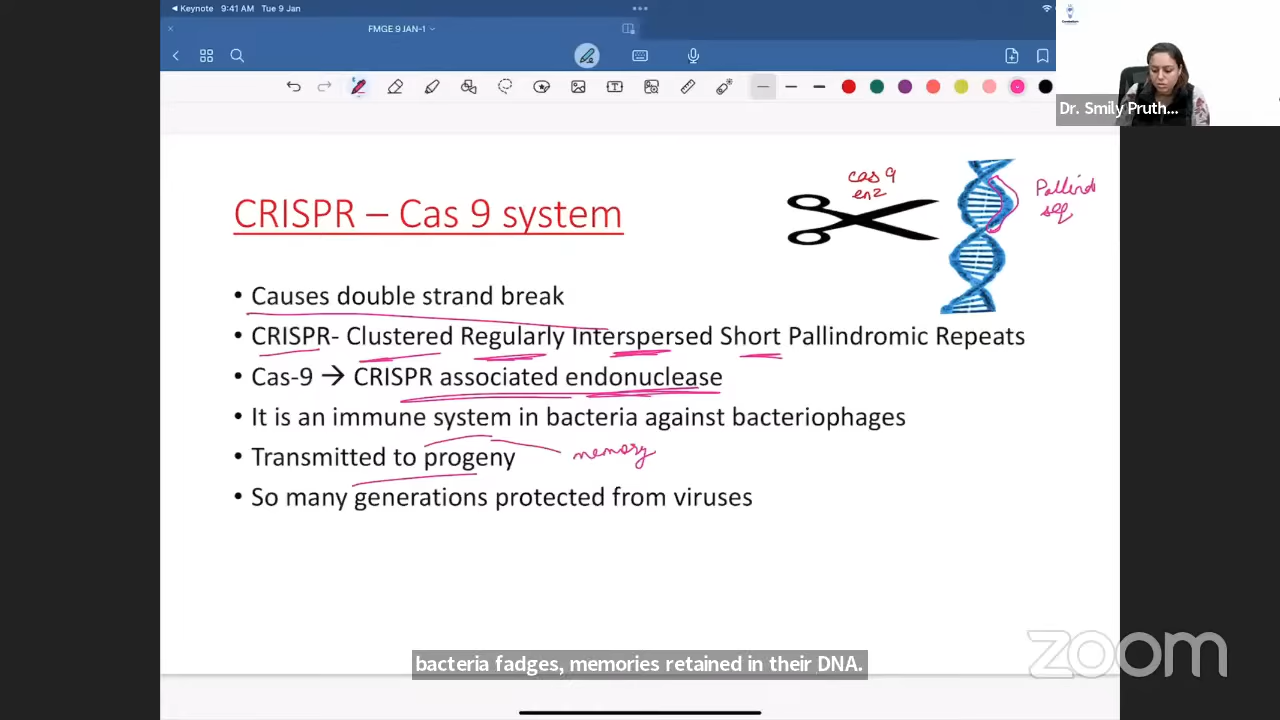 Keynote 9:41 AM Tue 9 Jan
FMGE 9 JAN-1
Dr. Smily Pruth...
cas 9
enz
Pallind
seq
CRISPR – Cas 9 system
• Causes double strand break
• CRISPR- Clustered Regularly Interspersed Short Pallindromic Repeats
• Cas-9 → CRISPR associated endonuclease
• It is an immune system in bacteria against bacteriophages
• Transmitted to progeny
memory
• So many generations protected from viruses
zoom
bacteria fadges, memories retained in their DNA.